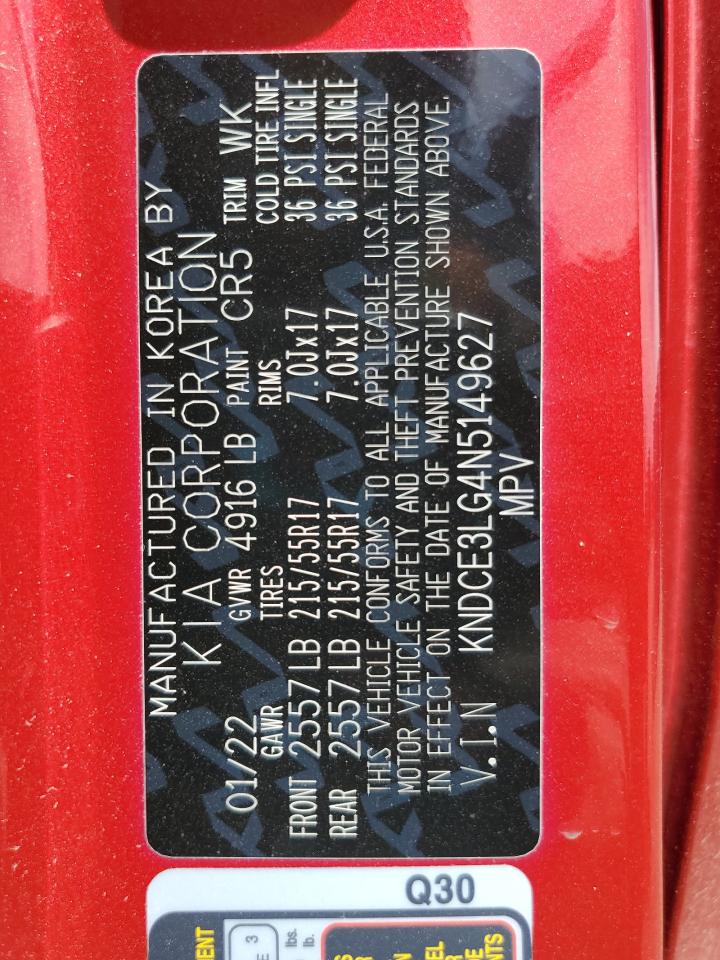 MANUFACTURED IN KOREA BY
KIA CORPORATION
01/22 GVWR 4916 LB PAINT CR5 TRIM WK
GAWR TIRES RIMS COLD TIRE INFL
FRONT 2557 LB 215/55R17 7.0Jx17 36 PSI SINGLE
REAR 2557 LB 215/55R17 7.0Jx17 36 PSI SINGLE
THIS VEHICLE CONFORMS TO ALL APPLICABLE U.S.A. FEDERAL
MOTOR VEHICLE SAFETY AND THEFT PREVENTION STANDARDS
IN EFFECT ON THE DATE OF MANUFACTURE SHOWN ABOVE.
V.I.N KNDCE3LG4N5149627
MPV
Q30
3
lbs.
lb.